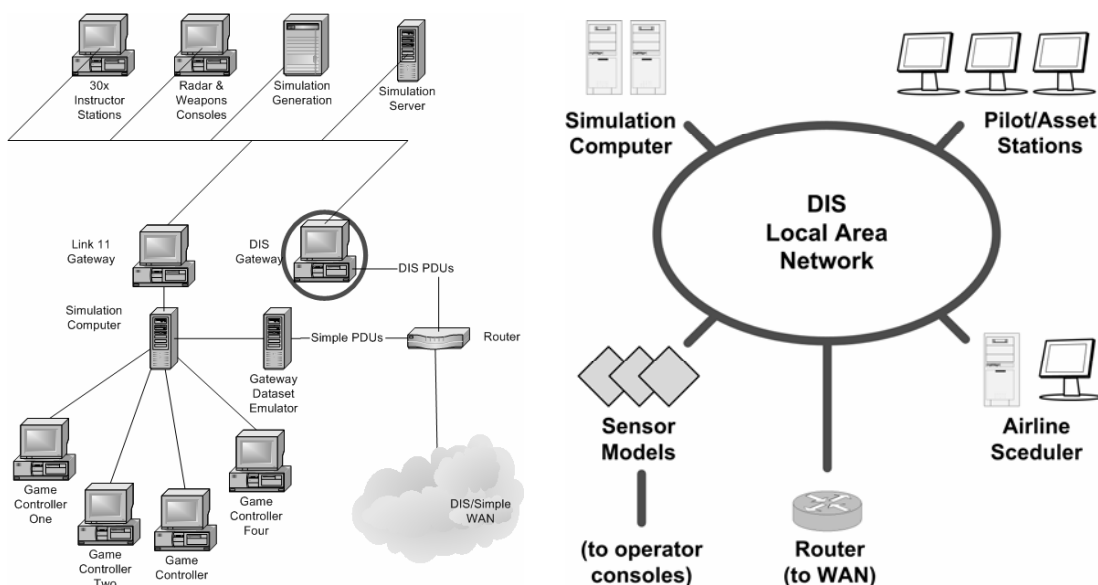 30x
Instructor
Stations
Radar &
Weapons
Consoles
Simulation
Generation
Simulation
Server
Link 11
Gateway
DIS
Gateway
DIS PDUs
Simulation
Computer
Simple PDUs
Router
Gateway
Dataset
Emulator
Game
Controller
One
Game
Controller
Two
Game
Controller
Game
Controller
Four
DIS/Simple
WAN
Simulation
Computer
Pilot/Asset
Stations
DIS
Local Area
Network
Sensor
Models
Airline
Sceduler
(to operator
consoles)
Router
(to WAN)